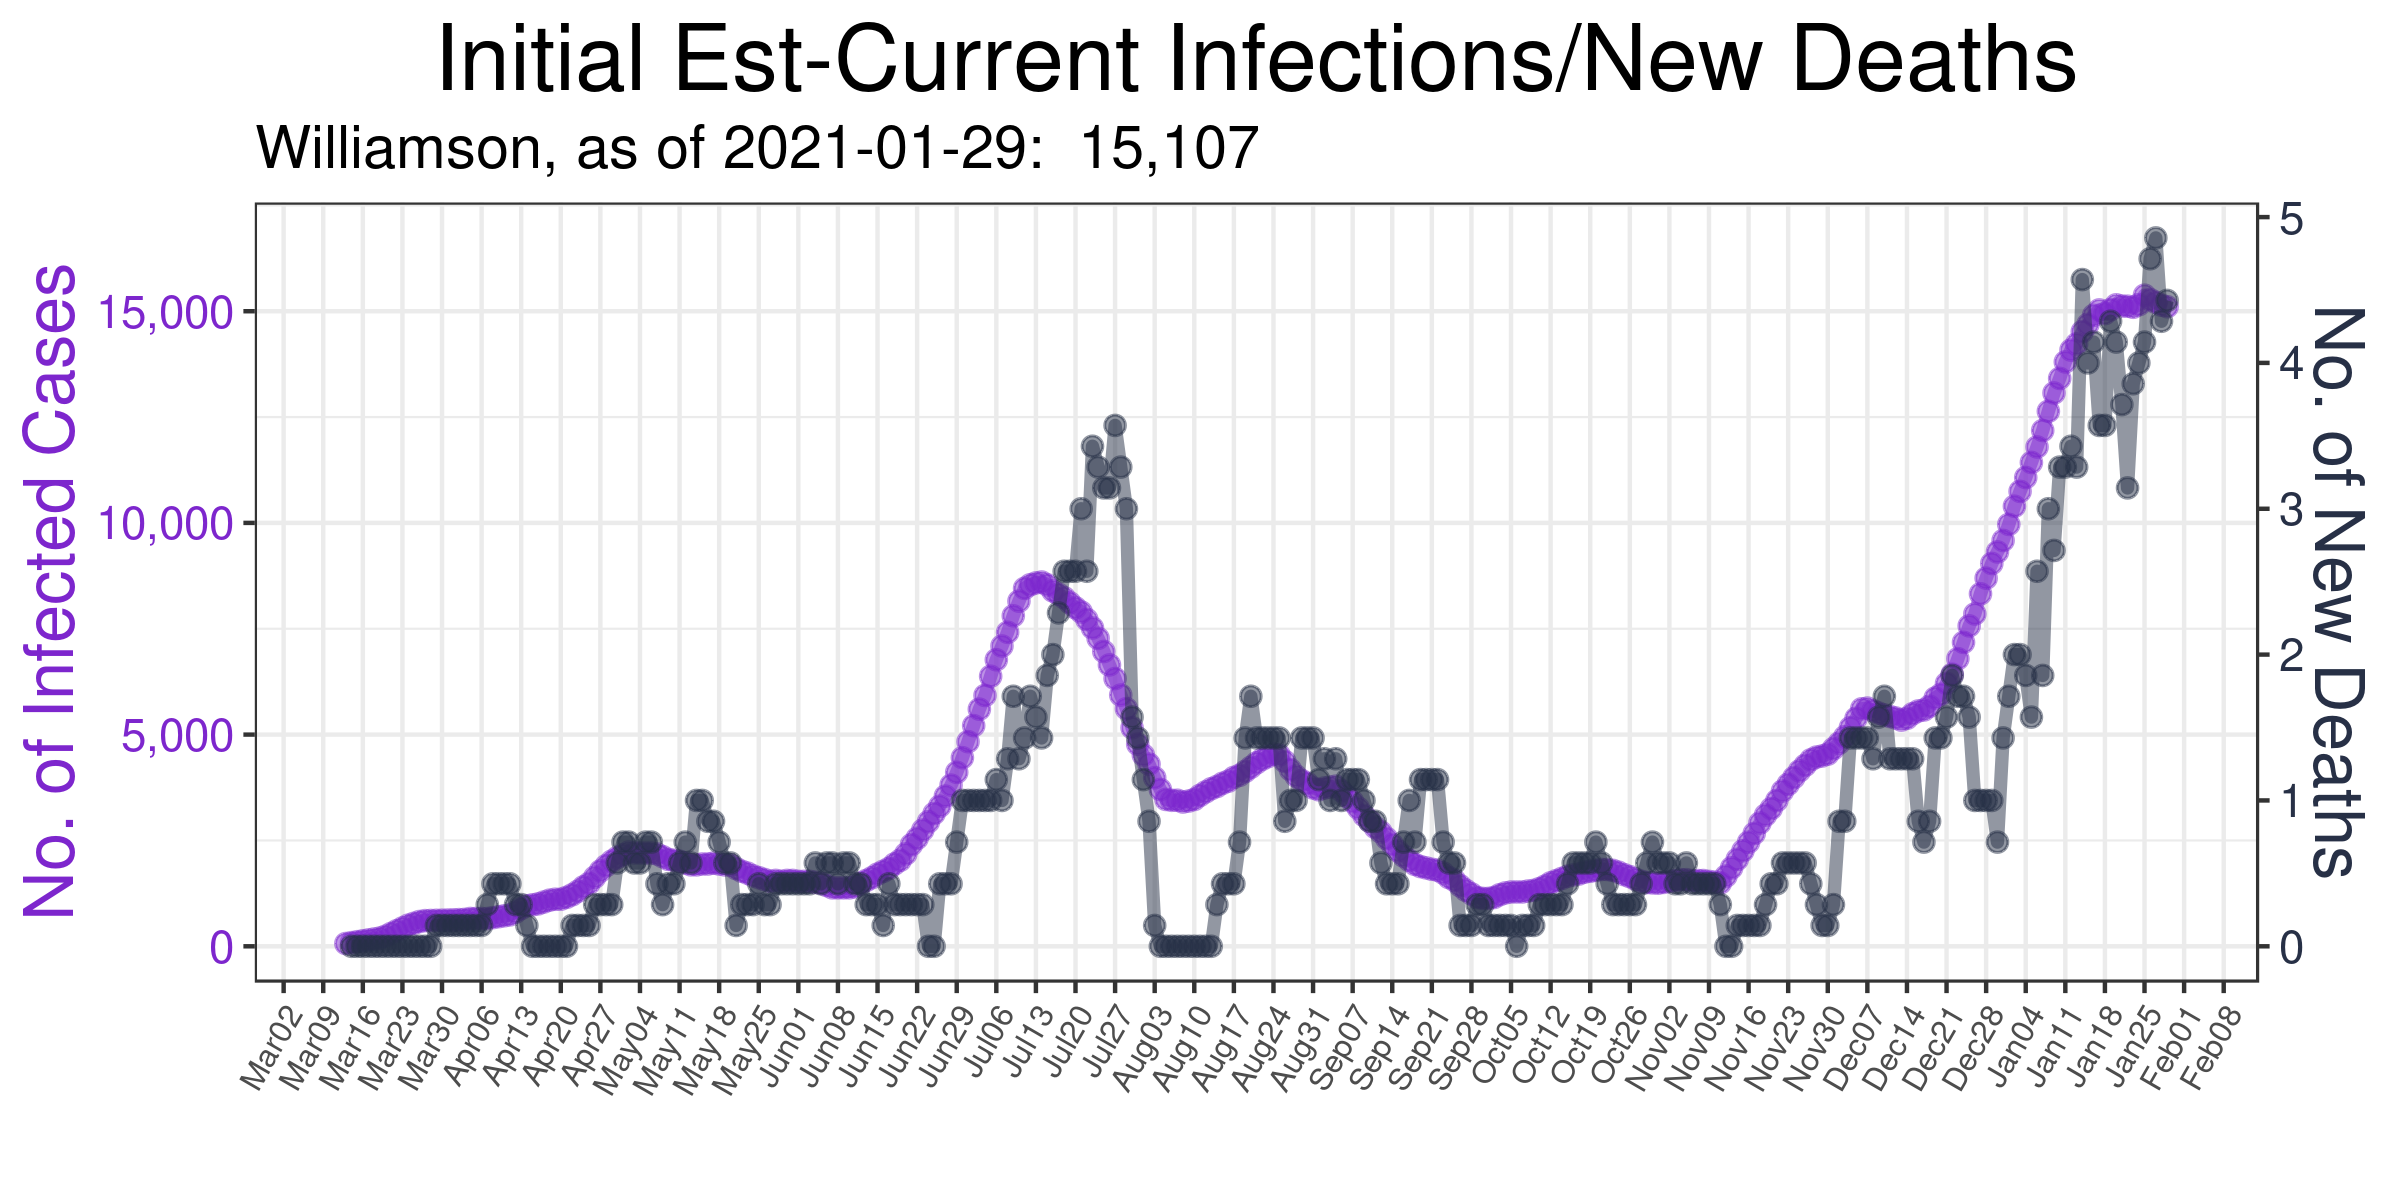 Initial Est-Current Infections/New Deaths
Williamson, as of 2021-01-29: 15,107
No. of Infected Cases
15,000
10,000
5,000
0
5
4
3
2
1
0
No. of New Deaths
Mar02
Mar09
Mar16
Mar23
Mar30
Apr06
Apr13
Apr20
Apr27
May04
May11
May18
May25
Jun01
Jun08
Jun15
Jun22
Jun29
Jul06
Jul13
Jul20
Jul27
Aug03
Aug10
Aug17
Aug24
Aug31
Sep07
Sep14
Sep21
Sep28
Oct05
Oct12
Oct19
Oct26
Nov02
Nov09
Nov16
Nov23
Nov30
Dec07
Dec14
Dec21
Dec28
Jan04
Jan11
Jan18
Jan25
Feb01
Feb08